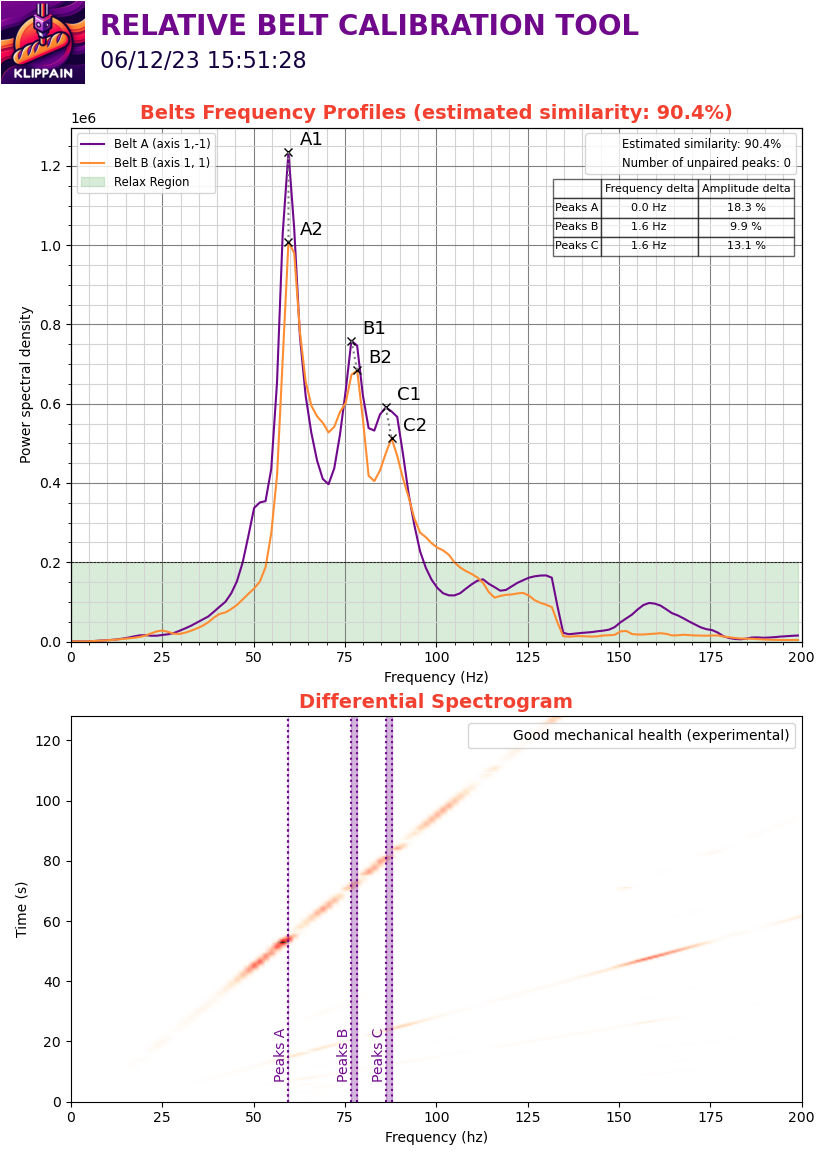 KLIPPAIN
RELATIVE BELT CALIBRATION TOOL
06/12/23 15:51:28
Belts Frequency Profiles (estimated similarity: 90.4%)
1e6
Belt A (axis 1,-1)
Belt B (axis 1, 1)
Relax Region
Estimated similarity: 90.4%
Number of unpaired peaks: 0
Frequency delta Amplitude delta
Peaks A 0.0 Hz 18.3 %
Peaks B 1.6 Hz 9.9 %
Peaks C 1.6 Hz 13.1 %
A1
A2
B1
B2
C1
C2
1.2
1.0
0.8
0.6
0.4
0.2
0.0
Power spectral density
0 25 50 75 100 125 150 175 200
Frequency (Hz)
Differential Spectrogram
Good mechanical health (experimental)
120
100
80
60
40
20
0
Time (s)
Peaks A
Peaks B
Peaks C
0 25 50 75 100 125 150 175 200
Frequency (hz)